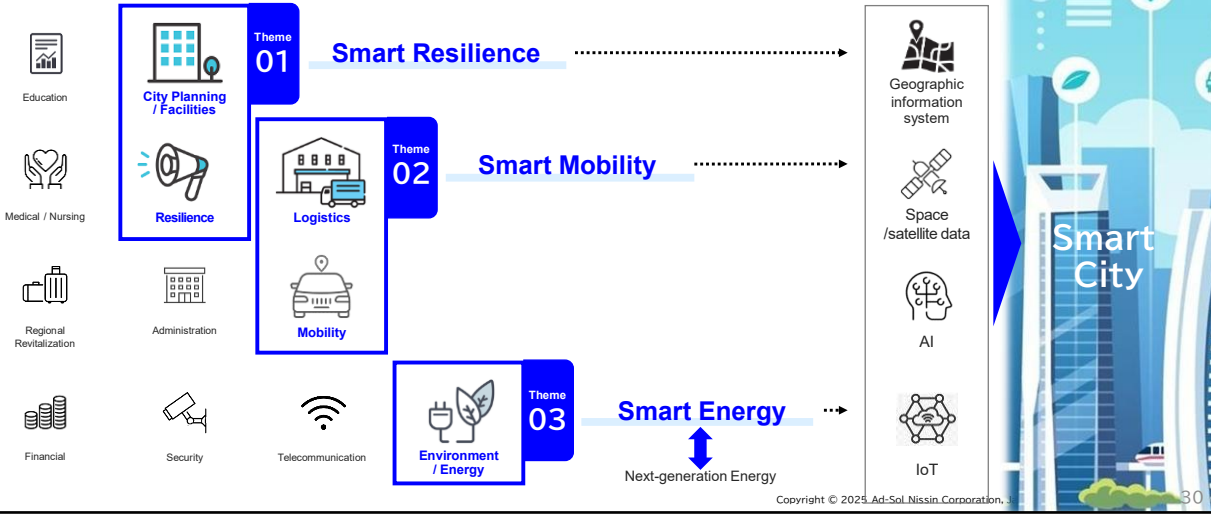 Education
Medical / Nursing
Regional
Revitalization
Financial
City Planning
/ Facilities
Resilience
Administration
Security
Theme
01
Smart Resilience
Logistics
Mobility
Telecommunication
Theme
02
Smart Mobility
Environment
/ Energy
Theme
03
Smart Energy
Next-generation Energy
Geographic
information
system
Space
/satellite data
AI
IoT
Smart
City
Copyright © 2025 Ad-Sol Nissin Corporation,
30